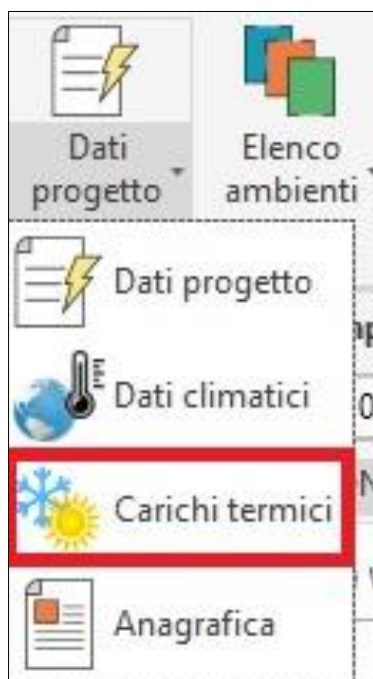 Dati
progetto
Elenco
ambienti
Dati progetto
Dati climatici
Carichi termici
Anagrafica